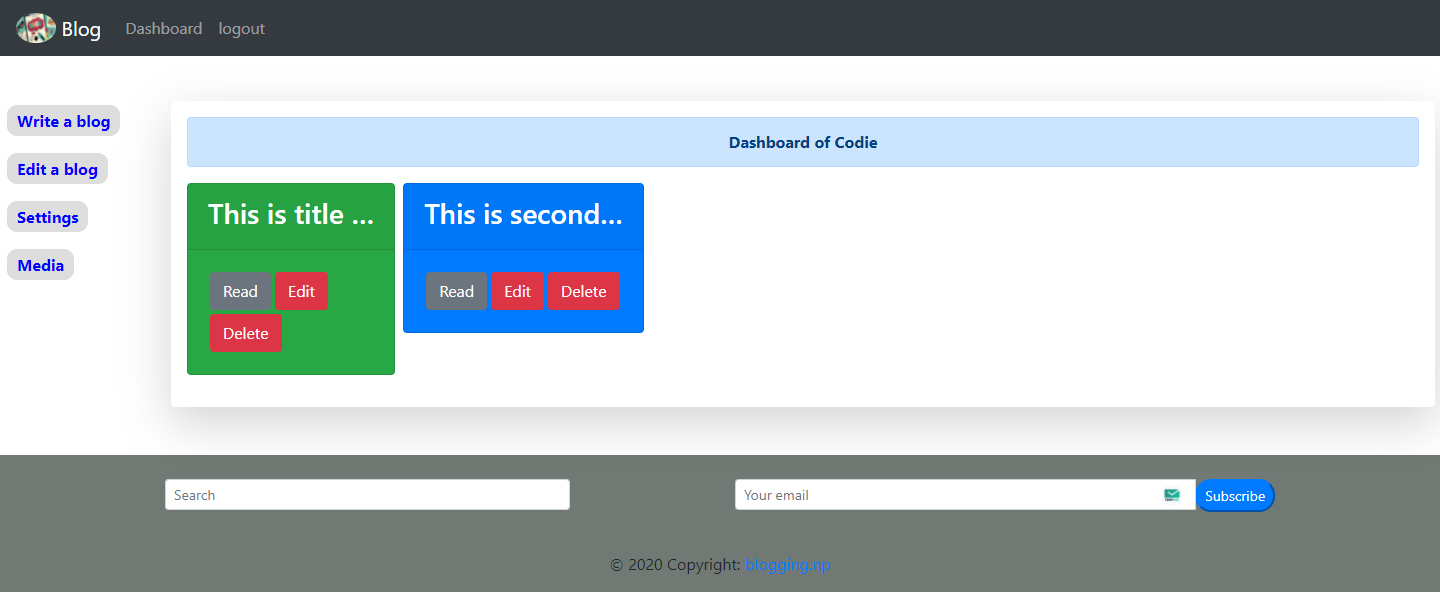 Blog Dashboard logout
Write a blog
Edit a blog
Settings
Media
Dashboard of Codie
This is title ...
Read Edit
Delete
This is second...
Read Edit Delete
Search
Your email Subscribe
© 2020 Copyright: blogging.np